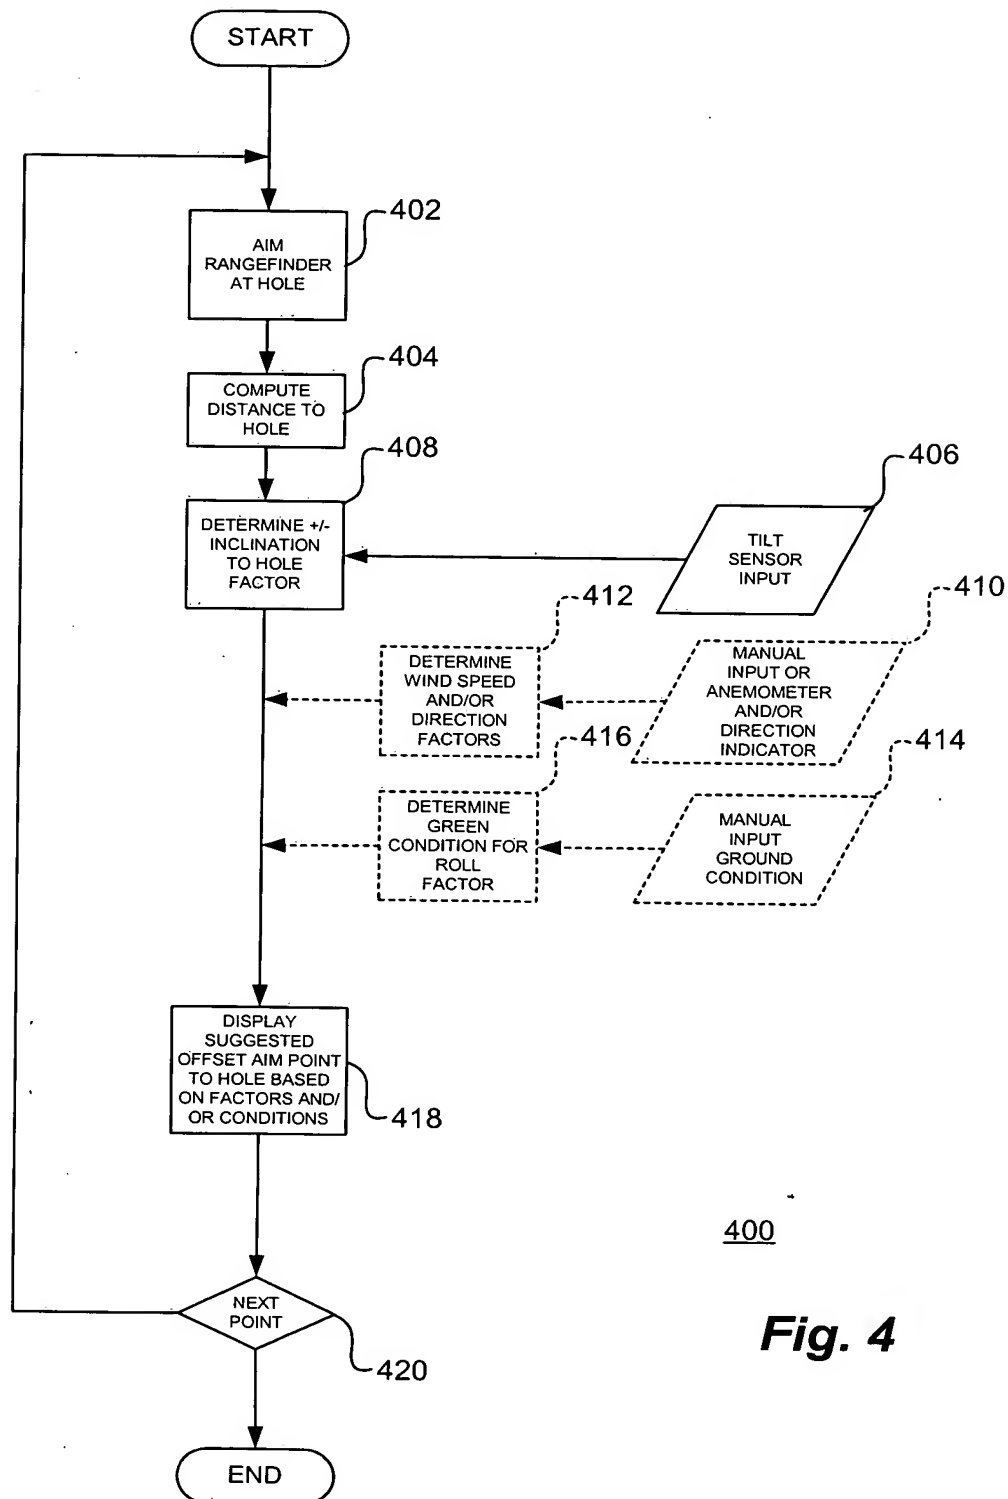 START
402
AIM
RANGEFINDER
AT HOLE
404
COMPUTE
DISTANCE TO
HOLE
408
DETERMINE +/-
INCLINATION
TO HOLE
FACTOR
406
TILT
SENSOR
INPUT
412
DETERMINE
WIND SPEED
AND/OR
DIRECTION
FACTORS
410
MANUAL
INPUT OR
ANEMOMETER
AND/OR
DIRECTION
INDICATOR
416
DETERMINE
GREEN
CONDITION FOR
ROLL
FACTOR
414
MANUAL
INPUT
GROUND
CONDITION
DISPLAY
SUGGESTED
OFFSET AIM POINT
TO HOLE BASED
ON FACTORS AND/
OR CONDITIONS
418
400
NEXT
POINT
420
Fig. 4
END